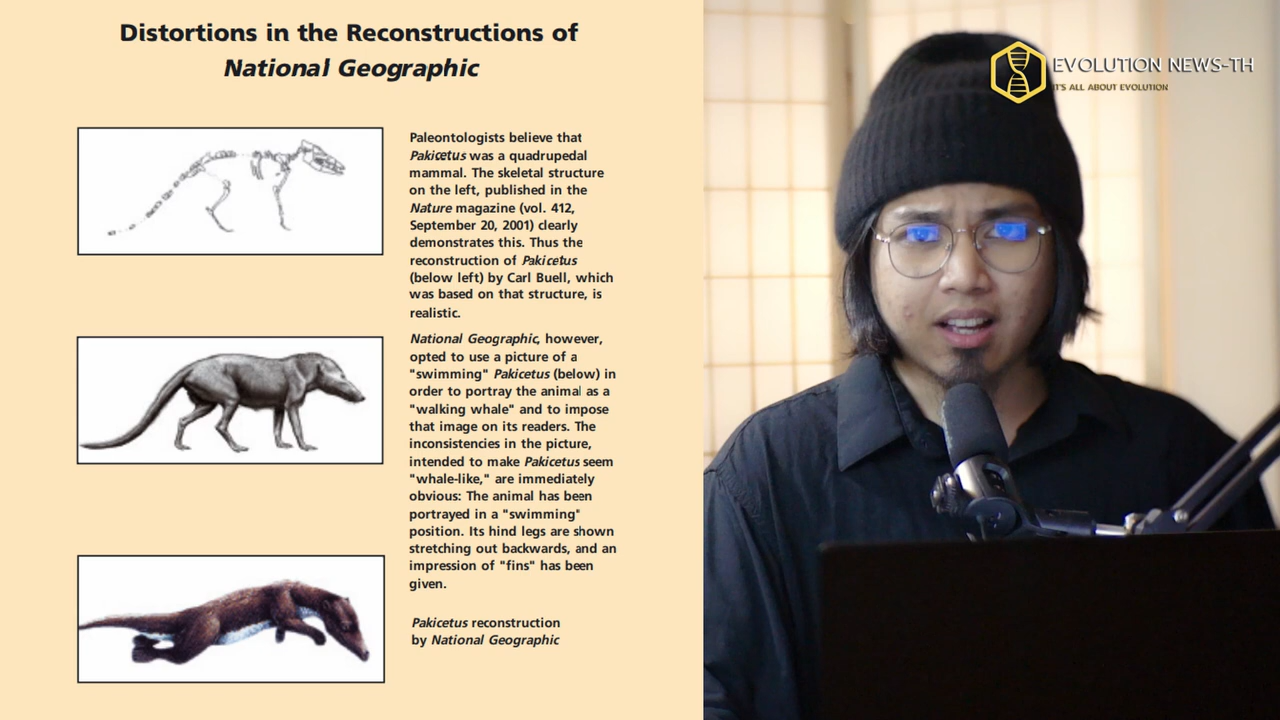 Distortions in the Reconstructions of
National Geographic
Paleontologists believe that
Pakicetus was a quadrupedal
mammal. The skeletal structure
on the left, published in the
Nature magazine (vol. 412,
September 20, 2001) clearly
demonstrates this. Thus the
reconstruction of Pakicetus
(below left) by Carl Buell, which
was based on that structure, is
realistic.
National Geographic, however,
opted to use a picture of a
"swimming" Pakicetus (below) in
order to portray the animal as a
"walking whale" and to impose
that image on its readers. The
inconsistencies in the picture,
intended to make Pakicetus seem
"whale-like," are immediately
obvious: The animal has been
portrayed in a "swimming"
position. Its hind legs are shown
stretching out backwards, and an
impression of "fins" has been
given.
Pakicetus reconstruction
by National Geographic
EVOLUTION NEWS-TH
IT'S ALL ABOUT EVOLUTION